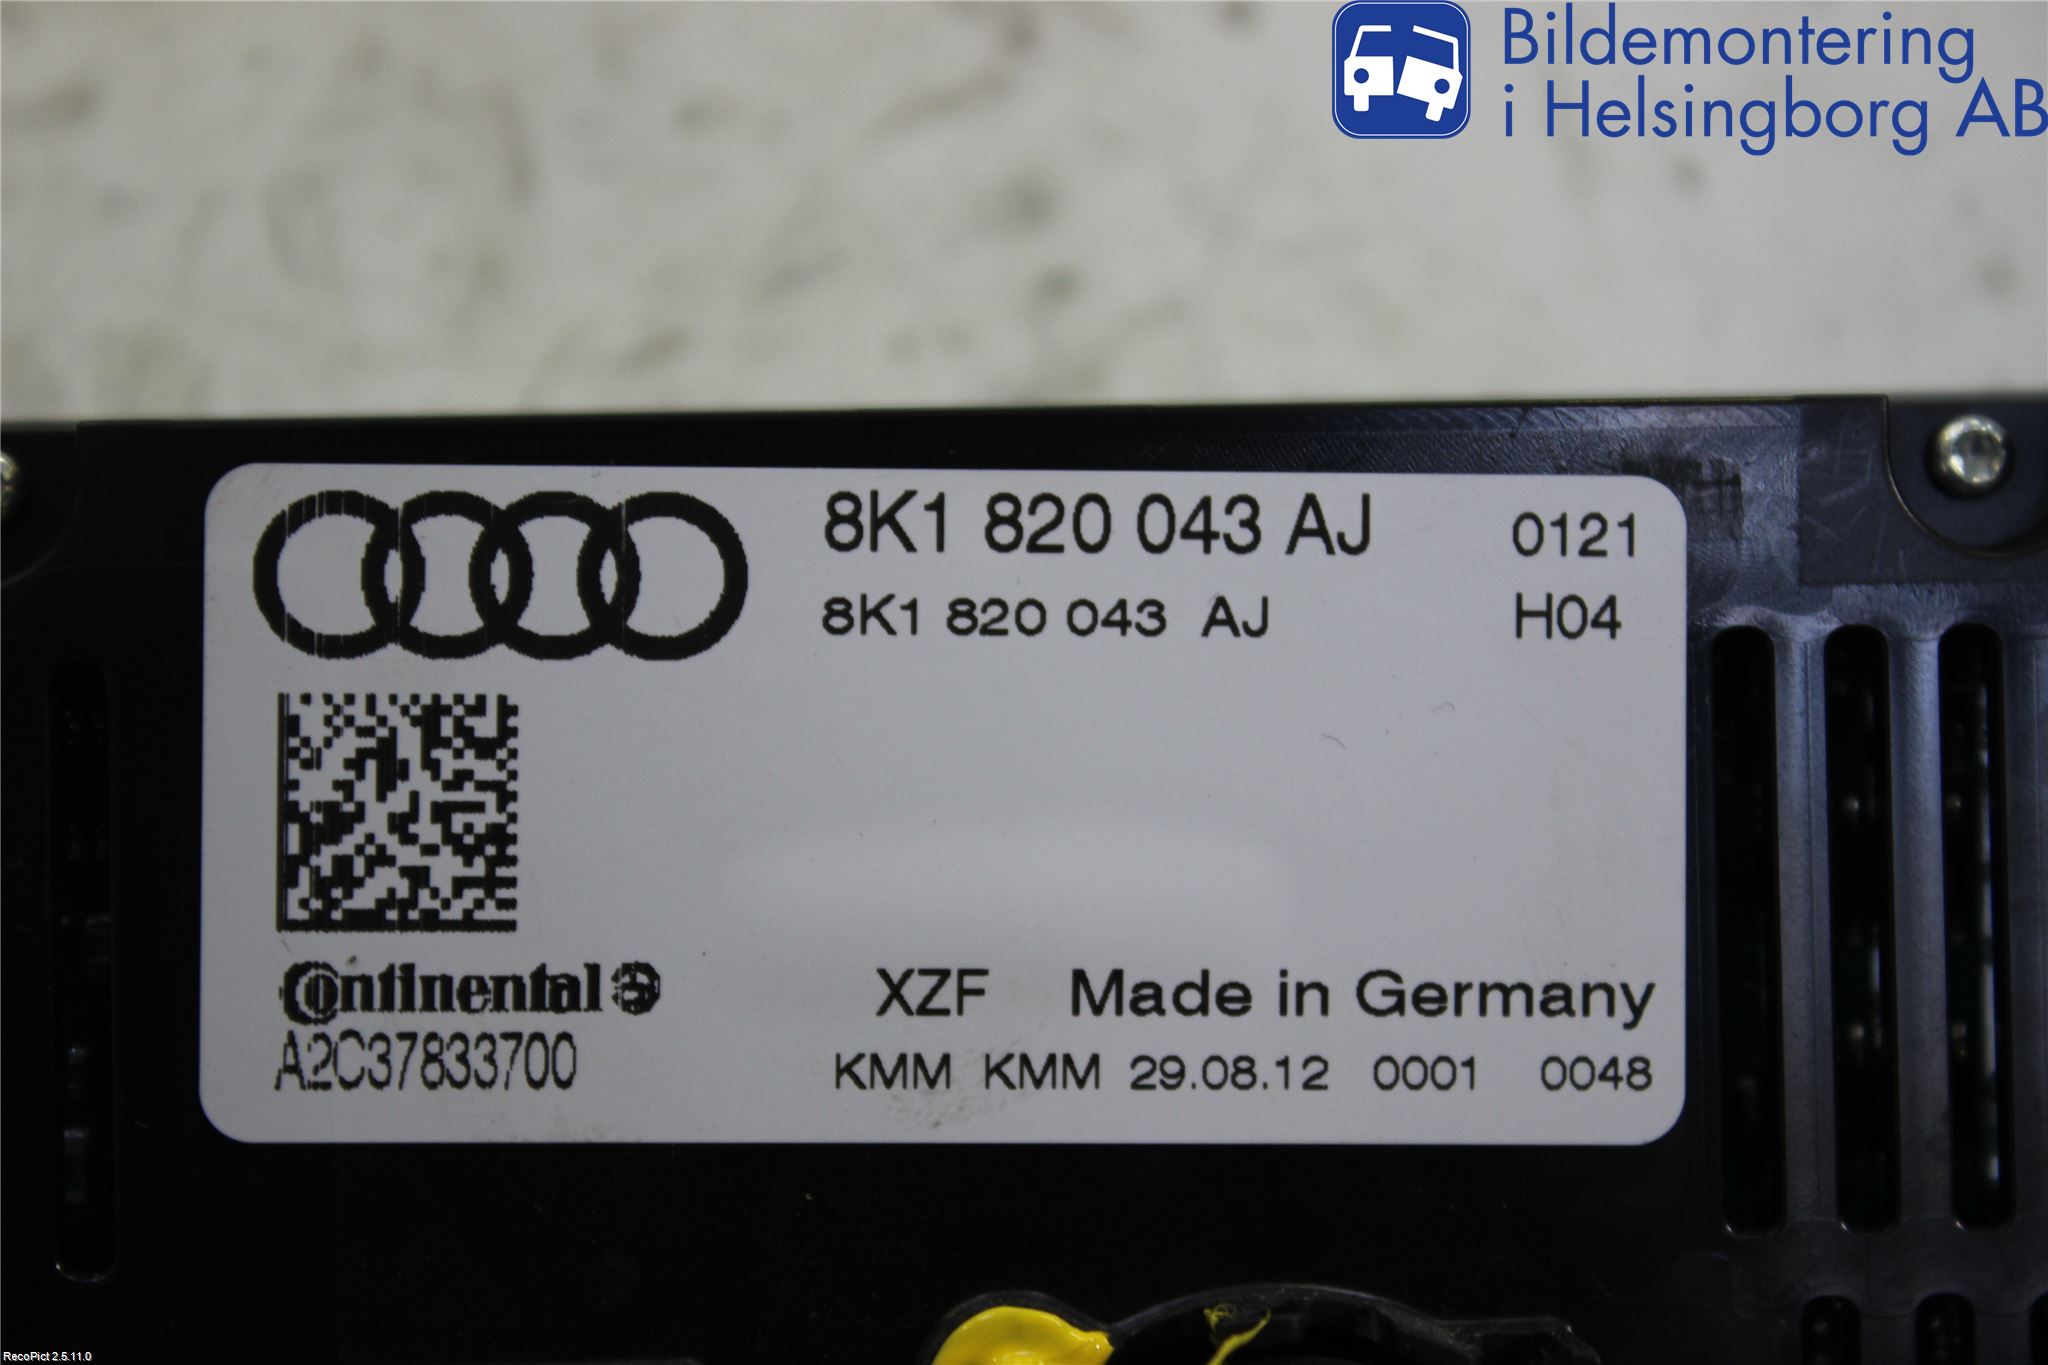 Bildemontering
i Helsingborg AB
8K1 820 043 AJ 0121
8K1 820 043 AJ H04
Continental
A2C37833700
XZF Made in Germany
KMM KMM 29.08.12 0001 0048
RecoPict 2.5.11.0